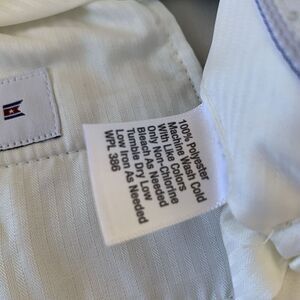 100% Polyester
Machine Wash Cold
With Like Colors
Only Non-Chlorine
Bleach As Needed
Tumble Dry Low
Low Iron As Needed
WPL 386